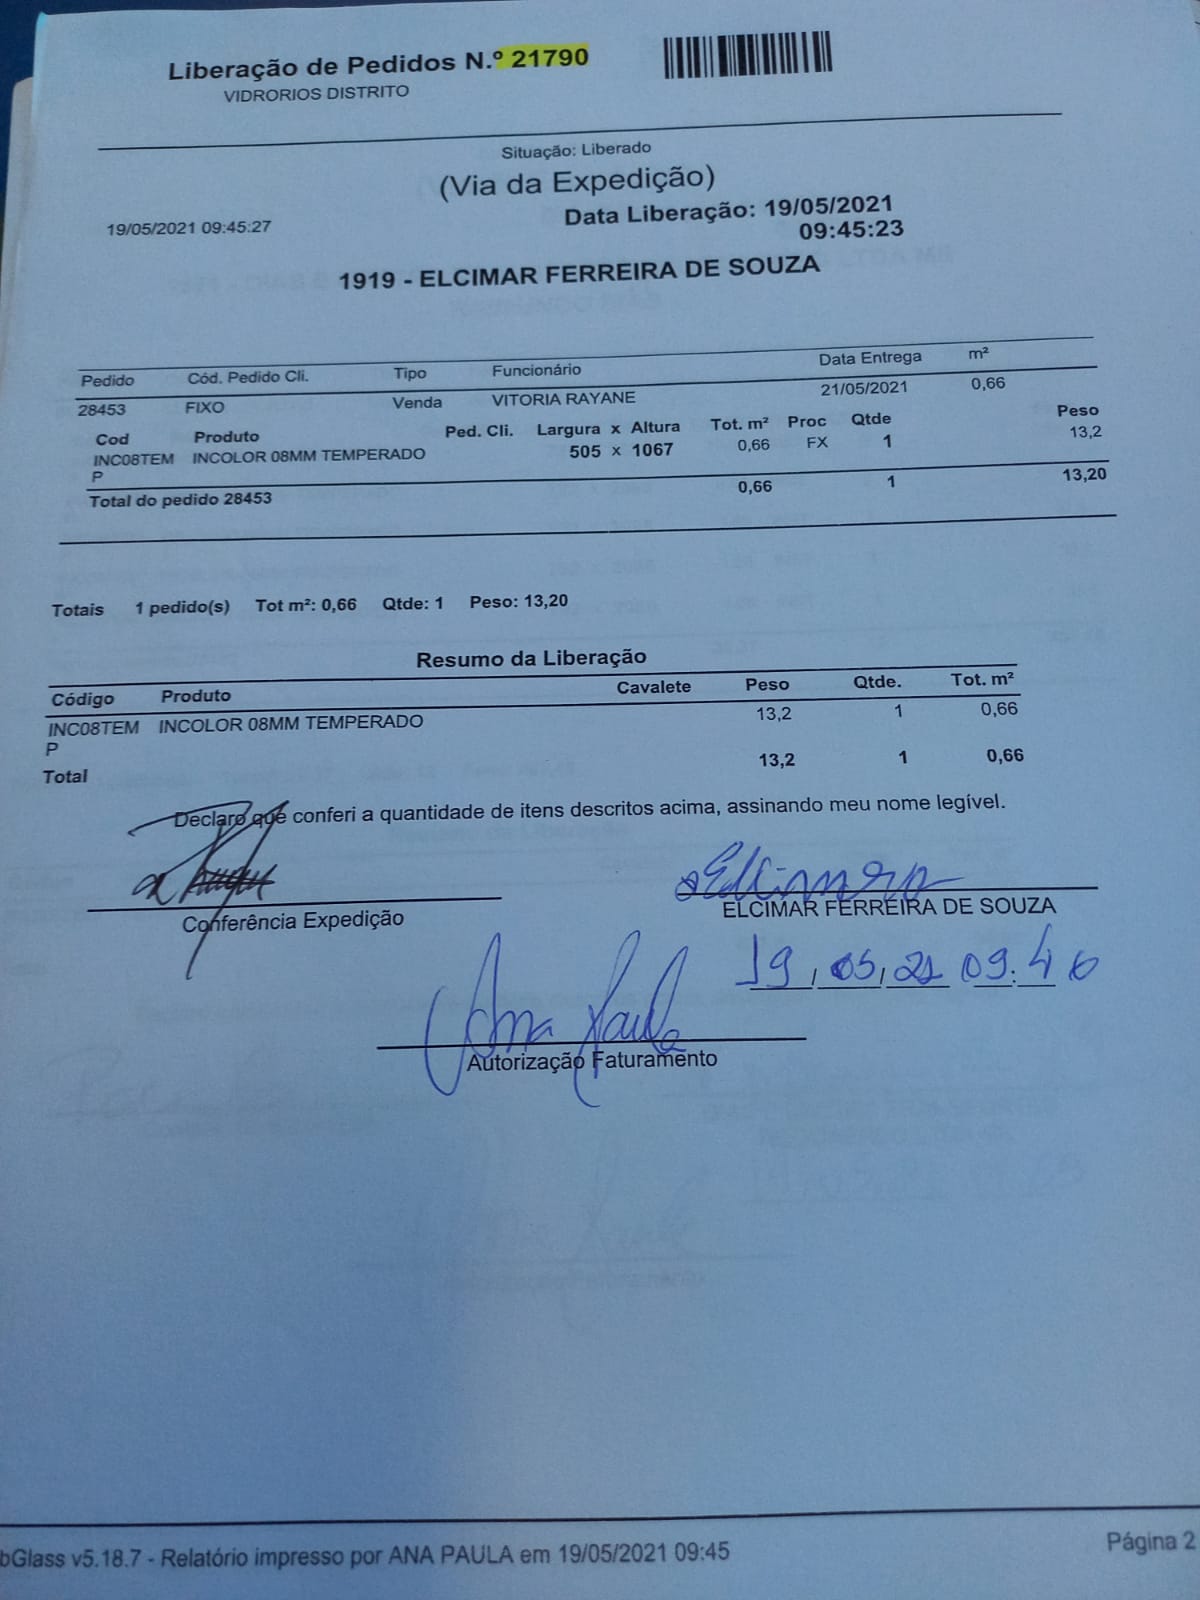 Liberação de Pedidos N.º 21790
VIDRORIOS DISTRITO
Situação: Liberado
(Via da Expedição)
19/05/2021 09:45:27
Data Liberação: 19/05/2021
09:45:23
1919 - ELCIMAR FERREIRA DE SOUZA
Pedido Cód. Pedido Cli. Tipo Funcionário Data Entrega m²
28453 FIXO Venda VITORIA RAYANE 21/05/2021 0,66
Cod Produto Ped. Cli. Largura x Altura Tot. m² Proc Qtde Peso
INC08TEM INCOLOR 08MM TEMPERADO 505 x 1067 0,66 FX 1 13,2
P
Total do pedido 28453 0,66 1 13,20
Totais 1 pedido(s) Tot m²: 0,66 Qtde: 1 Peso: 13,20
Resumo da Liberação
Código Produto Cavalete Peso Qtde. Tot. m²
INC08TEM INCOLOR 08MM TEMPERADO 13,2 1 0,66
P
Total 13,2 1 0,66
Declaro que conferi a quantidade de itens descritos acima, assinando meu nome legível.
Conferência Expedição
ELCIMAR FERREIRA DE SOUZA
19/05/21 09:46
Ana Paula
Autorização Faturamento
bGlass v5.18.7 - Relatório impresso por ANA PAULA em 19/05/2021 09:45
Página 2